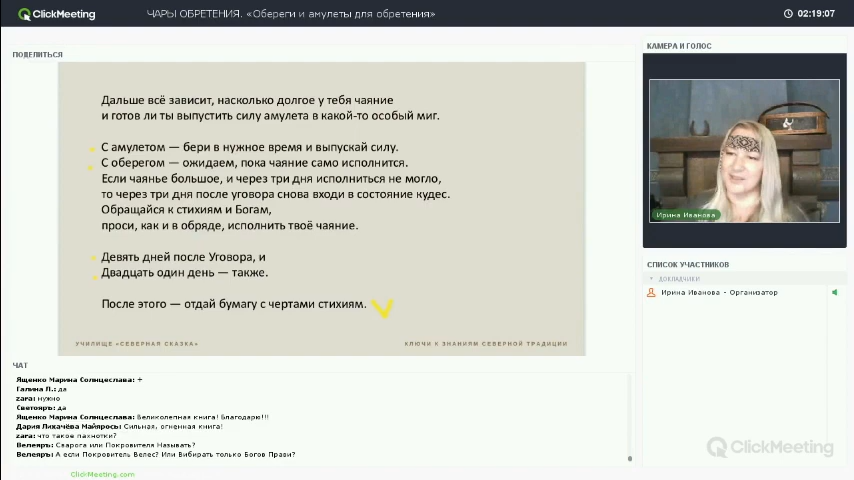 ClickMeeting
ЧАРЫ ОБРЕТЕНИЯ. «Обереги и амулеты для обретения»
02:19:07
ПОДЕЛИТЬСЯ
Дальше всё зависит, насколько долгое у тебя чаяние
и готов ли ты выпустить силу амулета в какой-то особый миг.
С амулетом — бери в нужное время и выпускай силу.
С оберегом — ожидаем, пока чаяние само исполнится.
Если чаянье большое, и через три дня исполниться не могло,
то через три дня после уговора снова входи в состояние кудес.
Обращайся к стихиям и Богам,
проси, как и в обряде, исполнить твоё чаяние.
Девять дней после Уговора, и
Двадцать один день — также.
После этого — отдай бумагу с чертами стихиям.
УЧИЛИЩЕ «СЕВЕРНАЯ СКАЗКА»
КЛЮЧИ К ЗНАНИЯМ СЕВЕРНОЙ ТРАДИЦИИ
КАМЕРА И ГОЛОС
Ирина Иванова
СПИСОК УЧАСТНИКОВ
ДОКЛАДЧИКИ
Ирина Иванова - Организатор
ЧАТ
Ященко Марина Солнцеслава: +
Галина П.: да
zara: нужно
Светояръ: да
Ященко Марина Солнцеслава: Великолепная книга! Благодарю!!!
Дария Лихачёва Майяросъ: Сильная, огненная книга!
zara: что такое пахнотки?
Велеяръ: Сварога или Покровителя Называть?
Велеяръ: А если Покровитель Велес? Или Вибирать только Богов Прави?
ClickMeeting.com
ClickMeeting